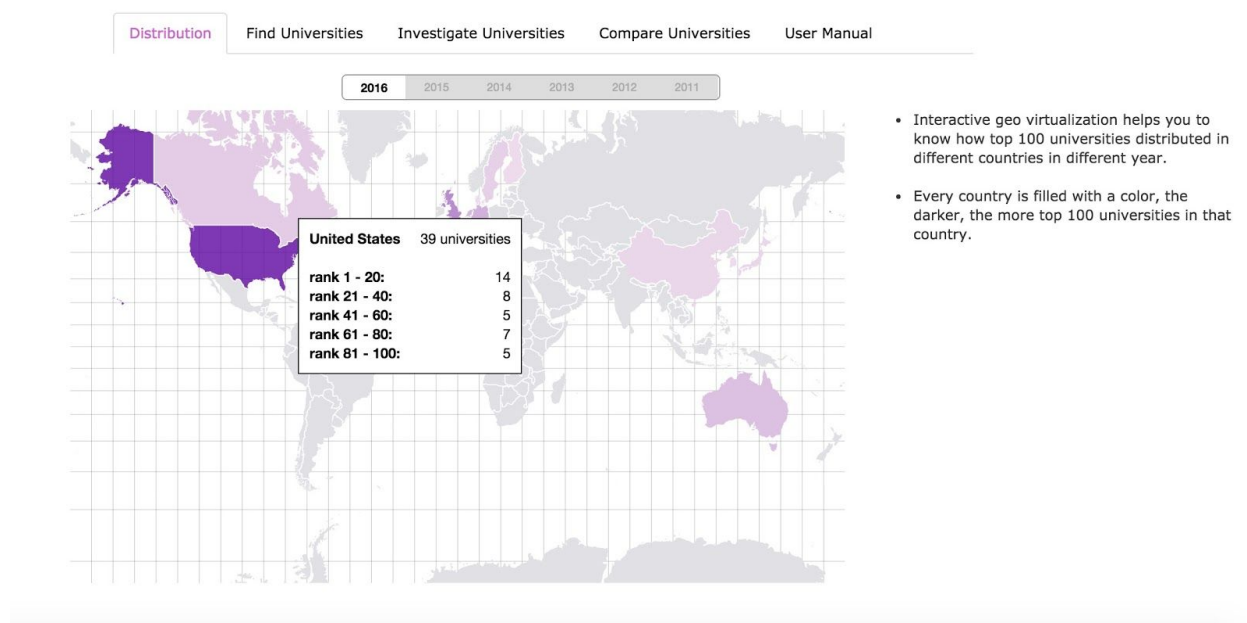 Distribution Find Universities Investigate Universities Compare Universities User Manual
2016 2015 2014 2013 2012 2011
• Interactive geo virtualization helps you to
know how top 100 universities distributed in
different countries in different year.
• Every country is filled with a color, the
darker, the more top 100 universities in that
country.
United States 39 universities
rank 1 - 20: 14
rank 21 - 40: 8
rank 41 - 60: 5
rank 61 - 80: 7
rank 81 - 100: 5